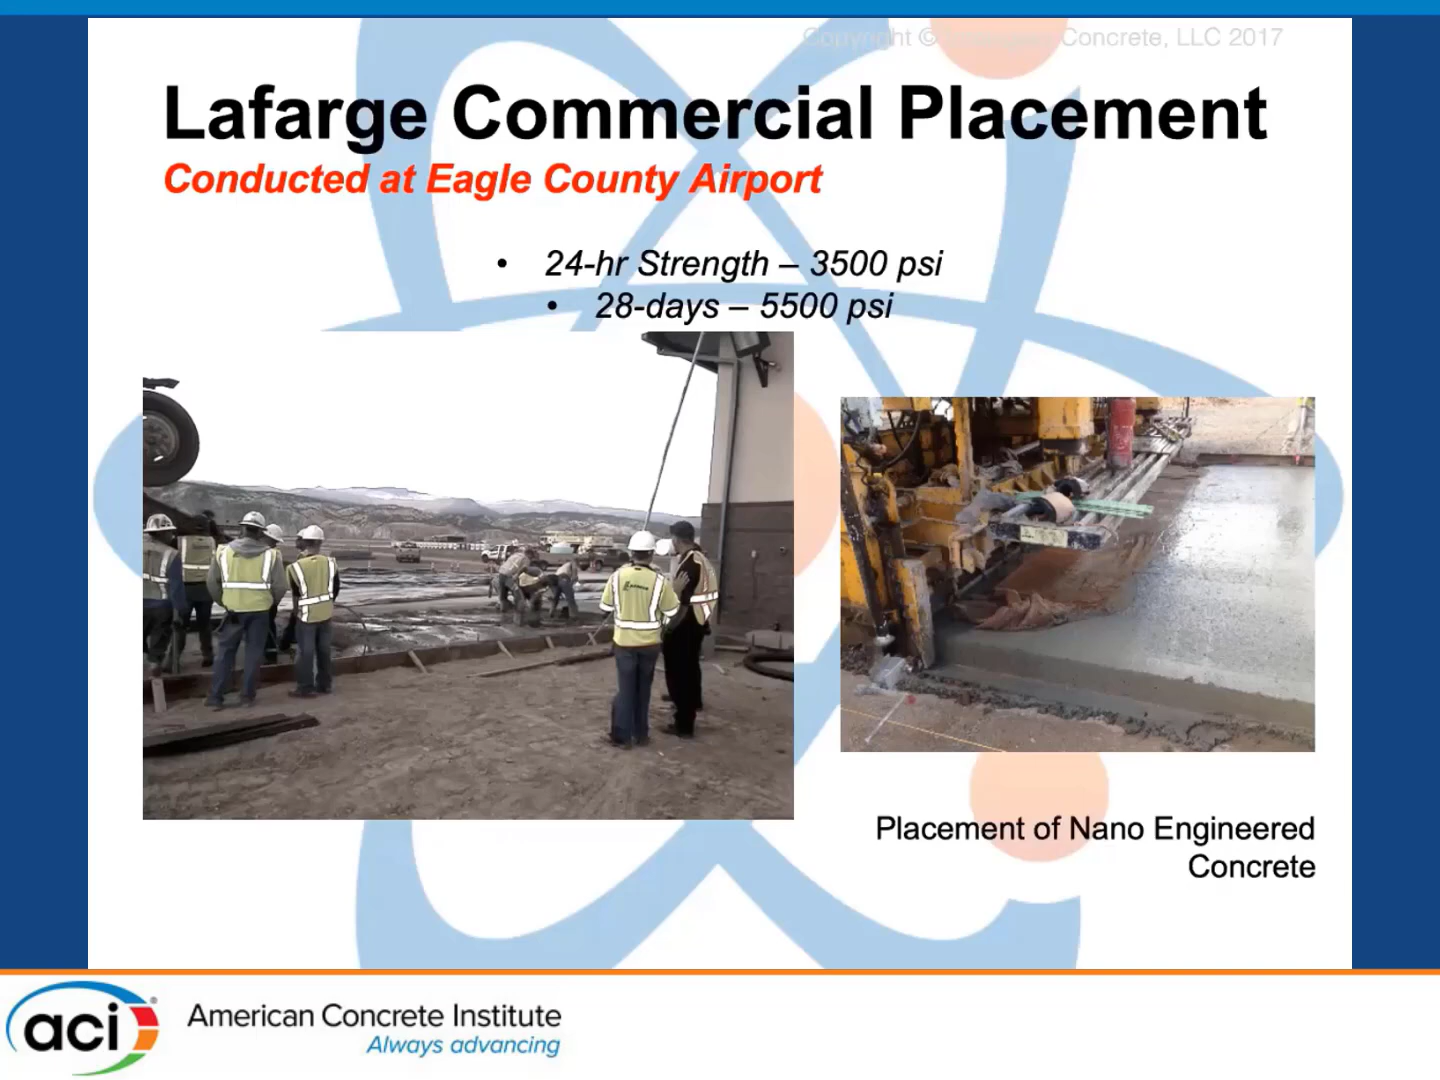 Copyright © Concrete, LLC 2017
Lafarge Commercial Placement
Conducted at Eagle County Airport
• 24-hr Strength – 3500 psi
• 28-days – 5500 psi
Placement of Nano Engineered
Concrete
aci
American Concrete Institute
Always advancing